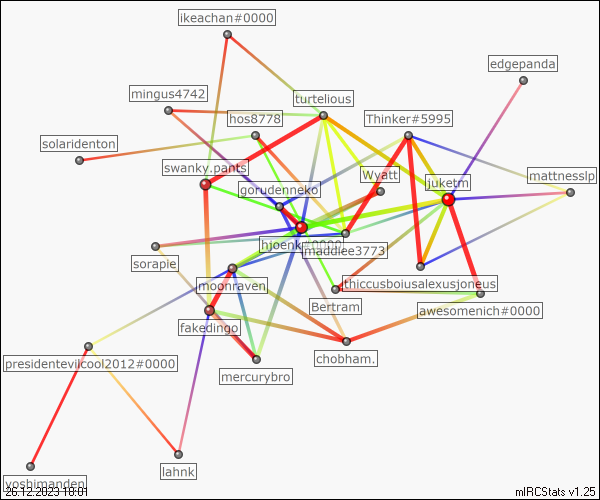 ikeachan#0000
edgepanda
mingus4742
turtelious
hos8778
Thinker#5995
solaridenton
swanky.pants
Wyatt
juketm
mattnesslp
gorudenneko
hjoenk#0000
maddiee3773
sorapie
moonraven
thiccusboiusalexusjoneus
Bertram
awesomenich#0000
fakedingo
chobham.
presidentevilcool2012#0000
mercurybro
lahnk
yoshimanden
26.12.2023 18:01
mIRCStats v1.25